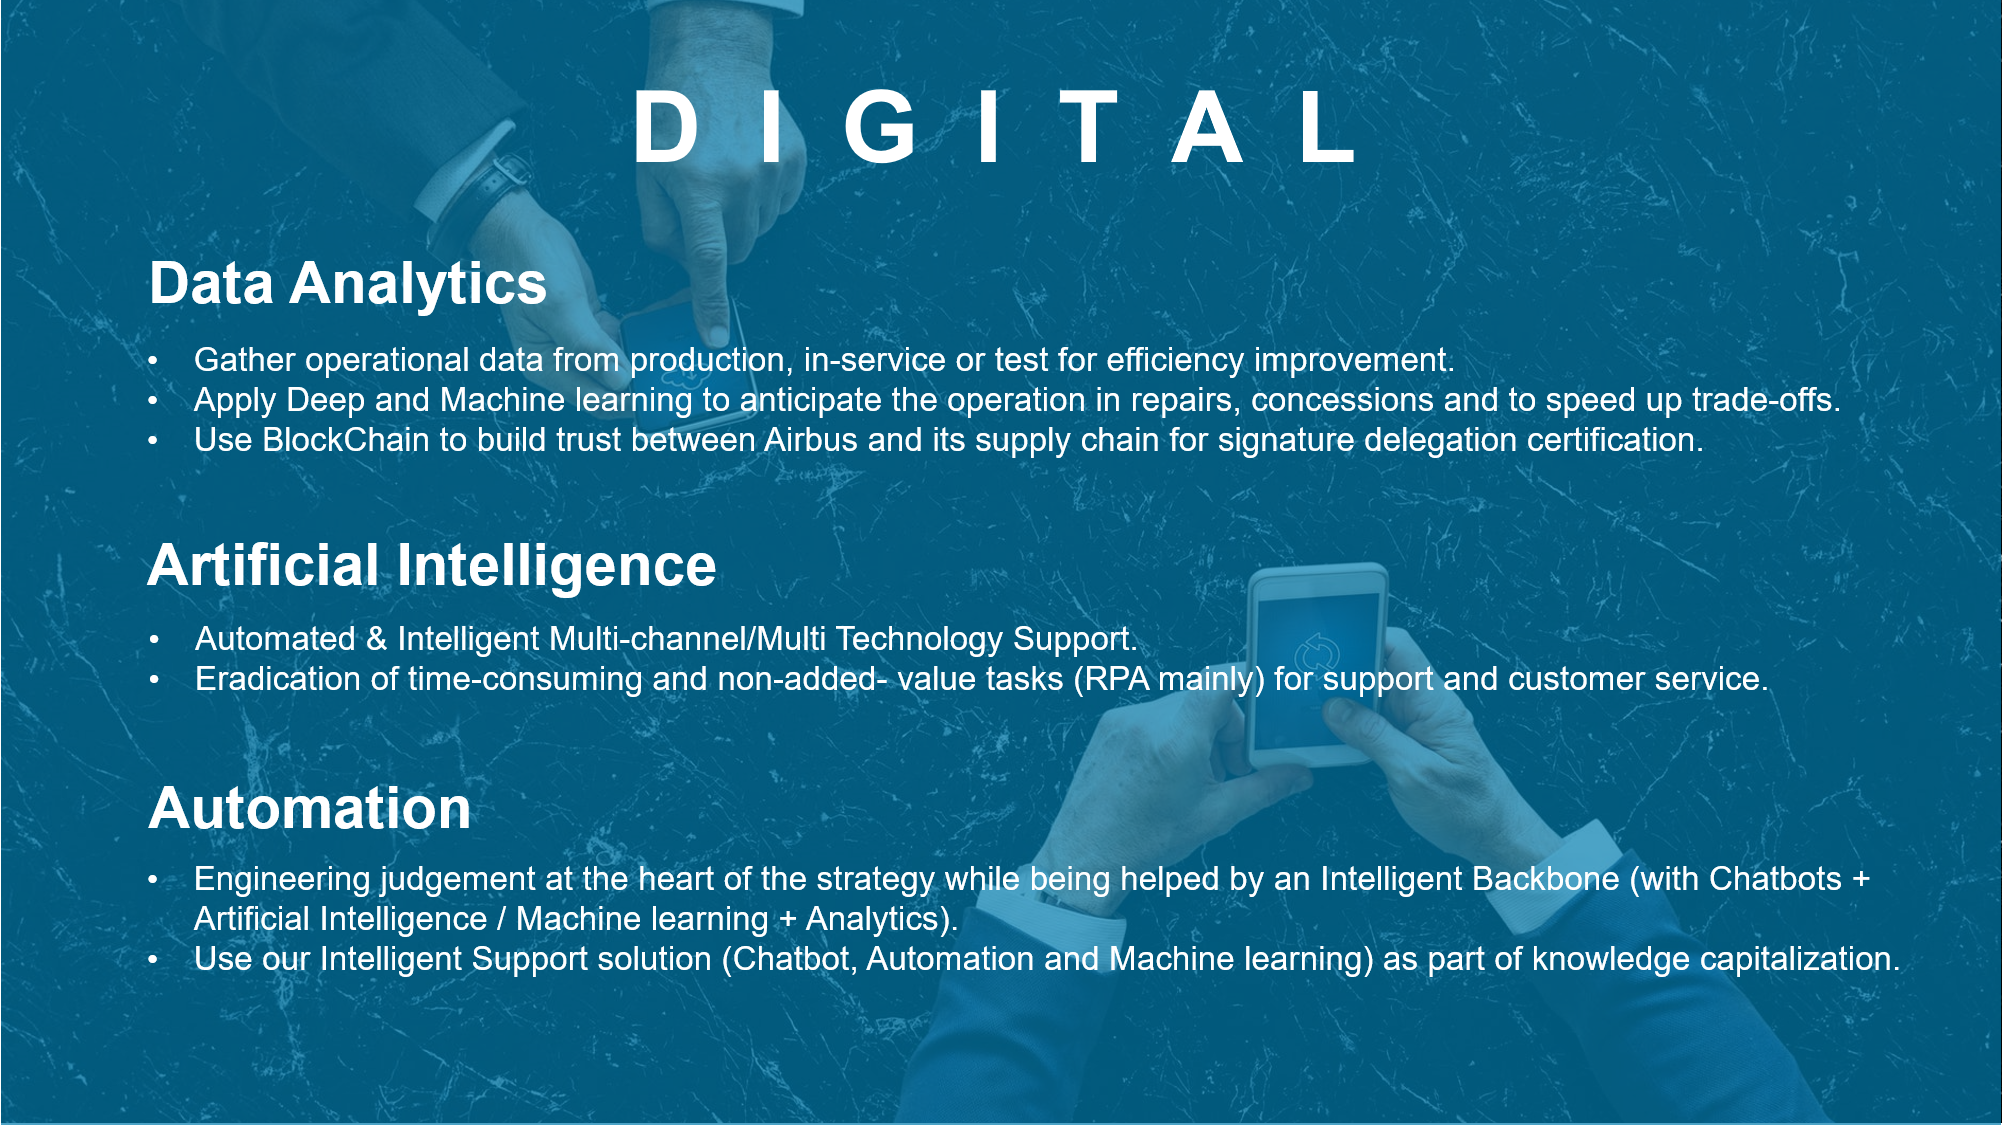 DIGITAL
Data Analytics
• Gather operational data from production, in-service or test for efficiency improvement.
• Apply Deep and Machine learning to anticipate the operation in repairs, concessions and to speed up trade-offs.
• Use BlockChain to build trust between Airbus and its supply chain for signature delegation certification.
Artificial Intelligence
• Automated & Intelligent Multi-channel/Multi Technology Support.
• Eradication of time-consuming and non-added- value tasks (RPA mainly) for support and customer service.
Automation
• Engineering judgement at the heart of the strategy while being helped by an Intelligent Backbone (with Chatbots +
Artificial Intelligence / Machine learning + Analytics).
• Use our Intelligent Support solution (Chatbot, Automation and Machine learning) as part of knowledge capitalization.